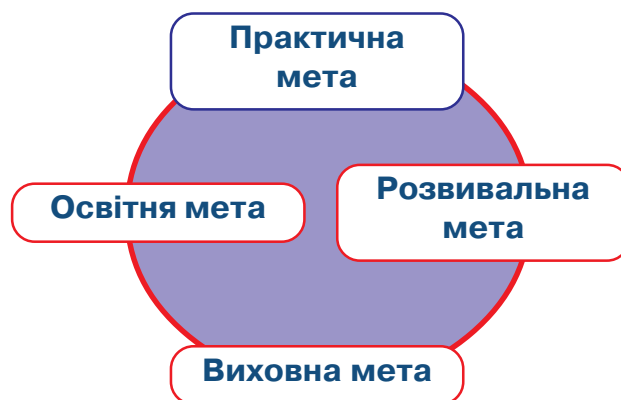 Практична
мета
Освітня мета
Розвивальна
мета
Виховна мета